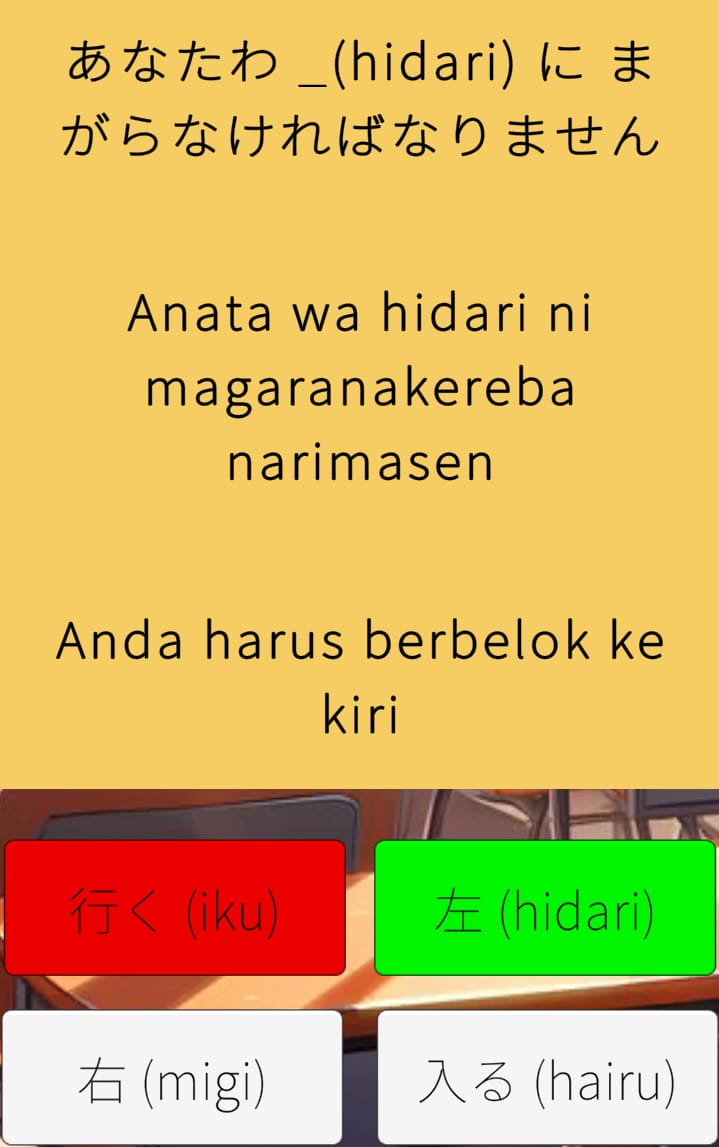 あなたわ _(hidari) に ま
がらなければなりません
Anata wa hidari ni
magaranakereba
narimasen
Anda harus berbelok ke
kiri
行く (iku)
左 (hidari)
右 (migi)
入る (hairu)